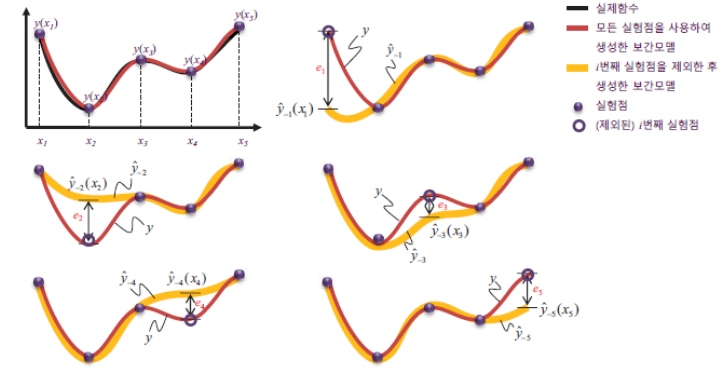 y(x₁)
y(x₂)
y(x₃)
y(x₅)
x₁ x₂ x₃ x₄ x₅
y
ŷ₋₁
e₁
ŷ₋₁(x₁)
실제함수
모든 실험점을 사용하여
생성한 보간모델
i번째 실험점을 제외한 후
생성한 보간모델
실험점
(제외된) i번째 실험점
ŷ₋₂
ŷ₋₂(x₂)
e₂
y
y
e₃
ŷ₋₃(x₃)
ŷ₋₃
ŷ₋₄
ŷ₋₄(x₄)
e₄
y
y
e₅
ŷ₋₅(x₅)
ŷ₋₅